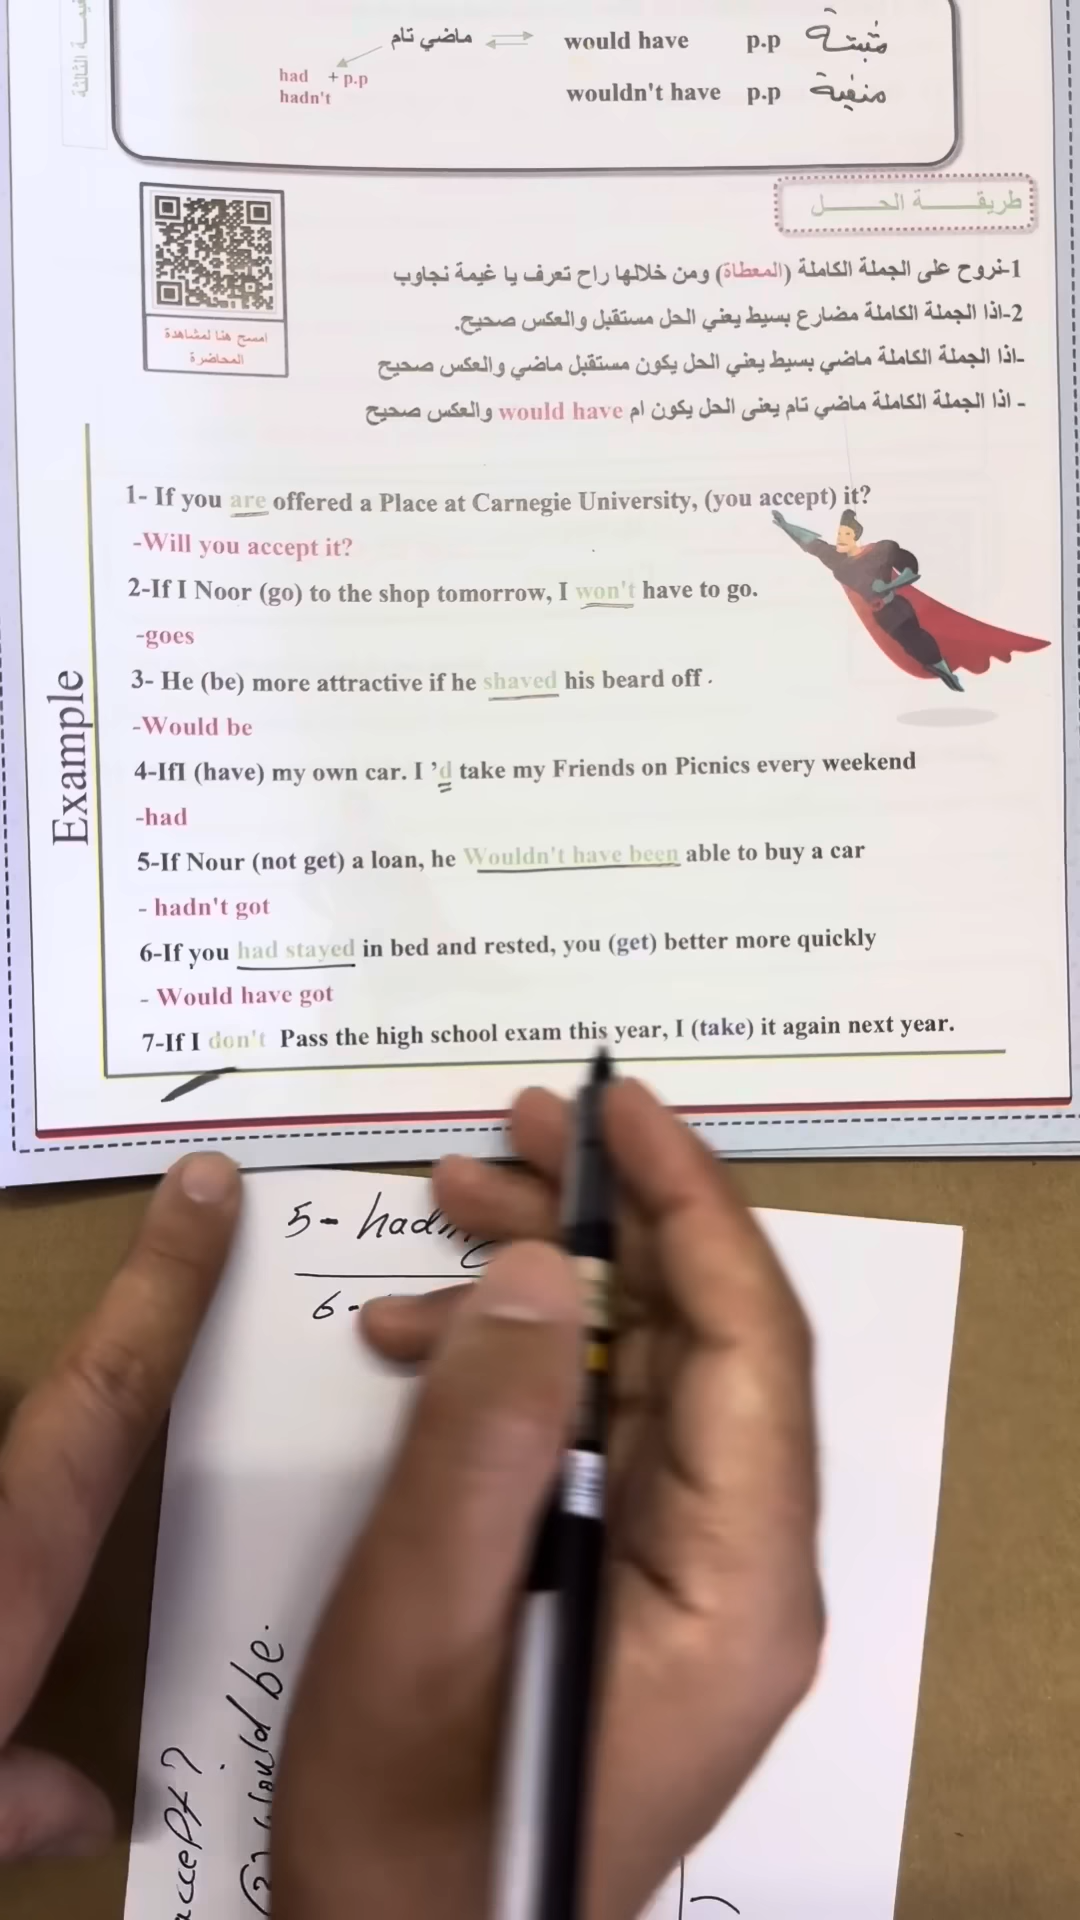 ماضي تام would have p.p مثبتة
had + p.p
hadn't
wouldn't have p.p منفية
طريقـــة الحـــــل
1-نروح على الجملة الكاملة (المعطاة) ومن خلالها راح تعرف يا غيمة نجاوب
2-اذا الجملة الكاملة مضارع بسيط يعني الحل مستقبل والعكس صحيح.
-اذا الجملة الكاملة ماضي بسيط يعني الحل يكون مستقبل ماضي والعكس صحيح
- اذا الجملة الكاملة ماضي تام يعني الحل يكون ام would have والعكس صحيح
امسح هنا لمشاهدة
المحاضرة
Example
1- If you are offered a Place at Carnegie University, (you accept) it?
-Will you accept it?
2-If I Noor (go) to the shop tomorrow, I won't have to go.
-goes
3- He (be) more attractive if he shaved his beard off .
-Would be
4-IfI (have) my own car. I 'd take my Friends on Picnics every weekend
-had
5-If Nour (not get) a loan, he Wouldn't have been able to buy a car
- hadn't got
6-If you had stayed in bed and rested, you (get) better more quickly
- Would have got
7-If I don't Pass the high school exam this year, I (take) it again next year.
5-
6-
accept?
would be.